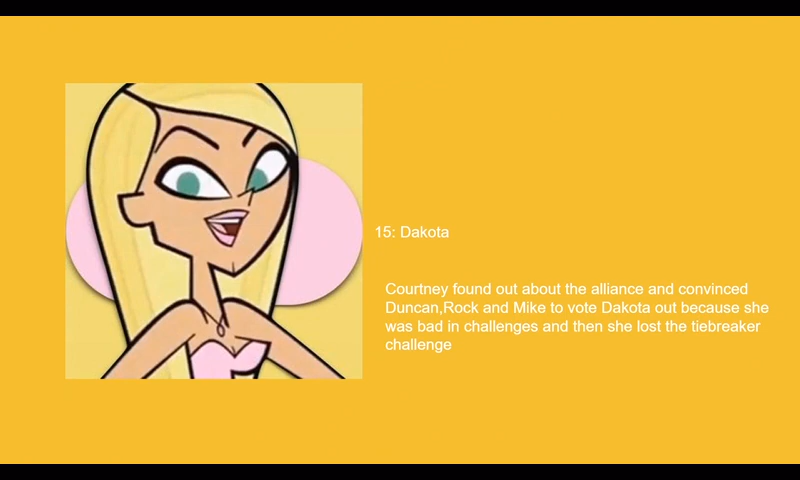 15: Dakota
Courtney found out about the alliance and convinced
Duncan,Rock and Mike to vote Dakota out because she
was bad in challenges and then she lost the tiebreaker
challenge